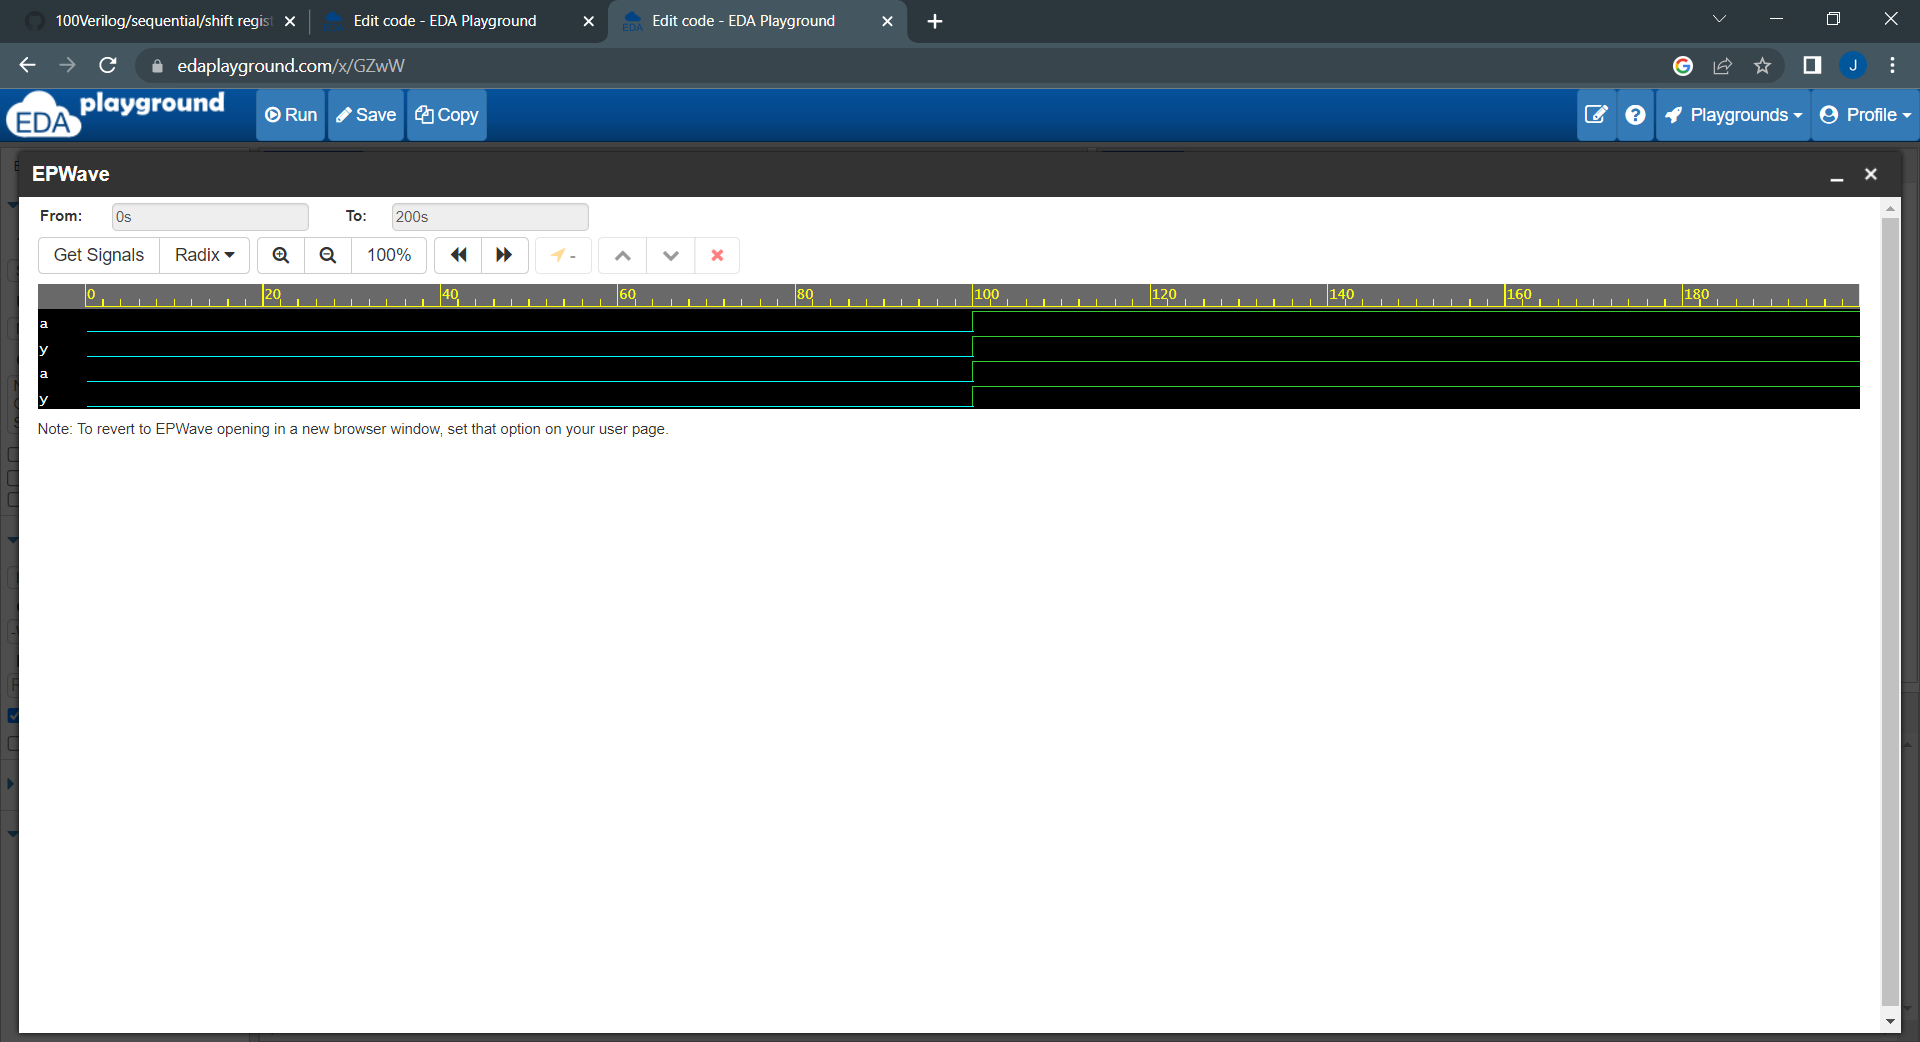 100Verilog/sequential/shift regist
Edit code - EDA Playground
Edit code - EDA Playground
edaplayground.com/x/GZwW
J
EDA playground
Run
Save
Copy
Playgrounds
Profile
EPWave
From: 0s To: 200s
Get Signals
Radix
100%
-
0 20 40 60 80 100 120 140 160 180
a
y
a
y
Note: To revert to EPWave opening in a new browser window, set that option on your user page.